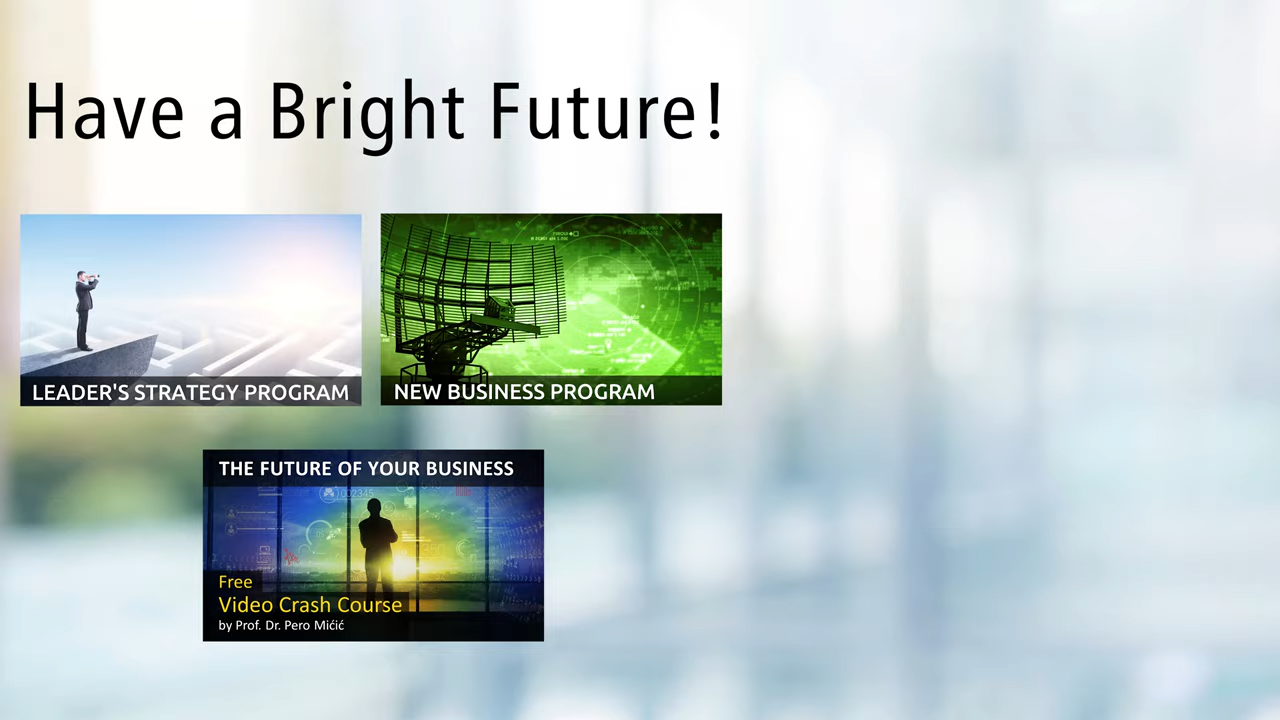 Have a Bright Future!
LEADER'S STRATEGY PROGRAM
NEW BUSINESS PROGRAM
THE FUTURE OF YOUR BUSINESS
1002345
Free
Video Crash Course
by Prof. Dr. Pero Mićić